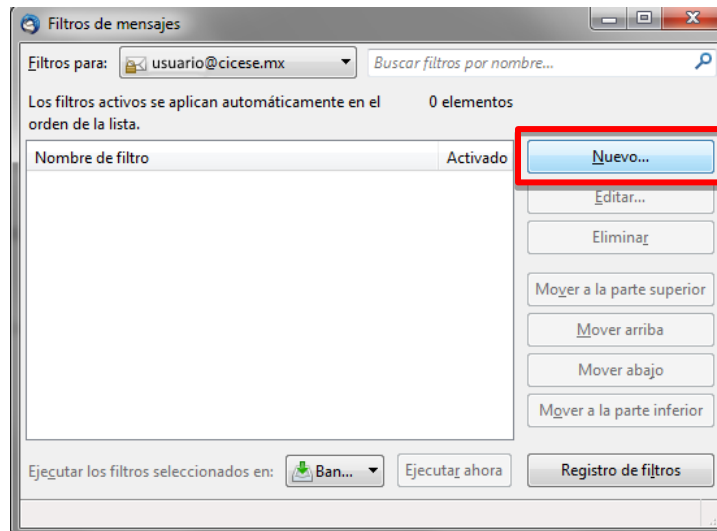 Filtros de mensajes
Filtros para: usuario@cicese.mx Buscar filtros por nombre...
Los filtros activos se aplican automáticamente en el 0 elementos
orden de la lista.
Nombre de filtro Activado
Nuevo...
Editar...
Eliminar
Mover a la parte superior
Mover arriba
Mover abajo
Mover a la parte inferior
Ejecutar los filtros seleccionados en: Ban... Ejecutar ahora Registro de filtros